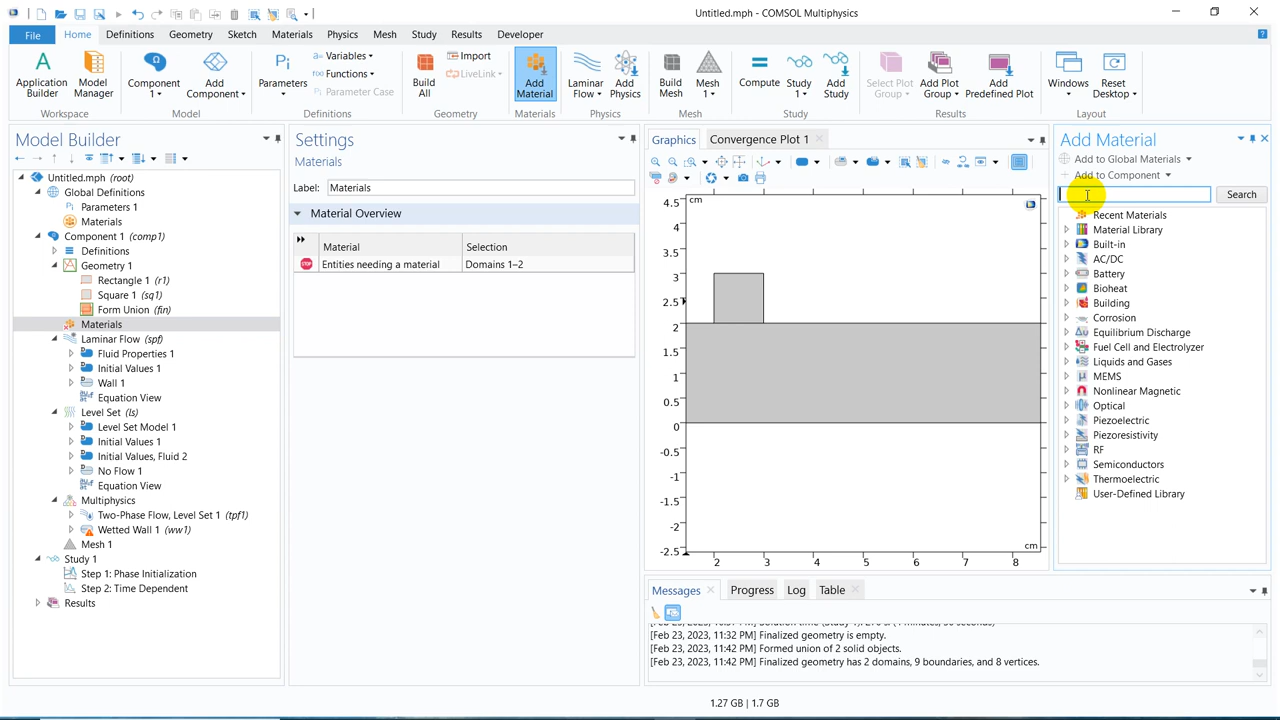 Untitled.mph - COMSOL Multiphysics
File Home Definitions Geometry Sketch Materials Physics Mesh Study Results Developer
Application Builder
Model Manager
Workspace
Component 1
Add Component
Model
Parameters
Variables
Functions
Parameter Case
Definitions
Build All
Import
LiveLink
Geometry
Add Material
Materials
Laminar Flow
Add Physics
Physics
Build Mesh
Mesh 1
Mesh
Compute
Study 1
Add Study
Study
Select Plot Group
Add Plot Group
Add Predefined Plot
Results
Windows
Reset Desktop
Layout
Model Builder
Untitled.mph (root)
Global Definitions
Parameters 1
Materials
Component 1 (comp1)
Definitions
Geometry 1
Rectangle 1 (r1)
Square 1 (sq1)
Form Union (fin)
Materials
Laminar Flow (spf)
Fluid Properties 1
Initial Values 1
Wall 1
Equation View
Level Set (ls)
Level Set Model 1
Initial Values 1
Initial Values, Fluid 2
No Flow 1
Equation View
Multiphysics
Two-Phase Flow, Level Set 1 (tpf1)
Wetted Wall 1 (ww1)
Mesh 1
Study 1
Step 1: Phase Initialization
Step 2: Time Dependent
Results
Settings
Materials
Label: Materials
Material Overview
Material Selection
Entities needing a material Domains 1–2
Graphics Convergence Plot 1
4.5 cm
4
3.5
3
2.5
2
1.5
1
0.5
0
-0.5
-1
-1.5
-2
-2.5
cm
2 3 4 5 6 7 8
Messages Progress Log Table
[Feb 23, 2023, 11:32 PM] Finalized geometry is empty.
[Feb 23, 2023, 11:42 PM] Formed union of 2 solid objects.
[Feb 23, 2023, 11:42 PM] Finalized geometry has 2 domains, 9 boundaries, and 8 vertices.
Add Material
Add to Global Materials
Add to Component
Search
Recent Materials
Material Library
Built-in
AC/DC
Battery
Bioheat
Building
Corrosion
Equilibrium Discharge
Fuel Cell and Electrolyzer
Liquids and Gases
MEMS
Nonlinear Magnetic
Optical
Piezoelectric
Piezoresistivity
RF
Semiconductors
Thermoelectric
User-Defined Library
1.27 GB | 1.7 GB